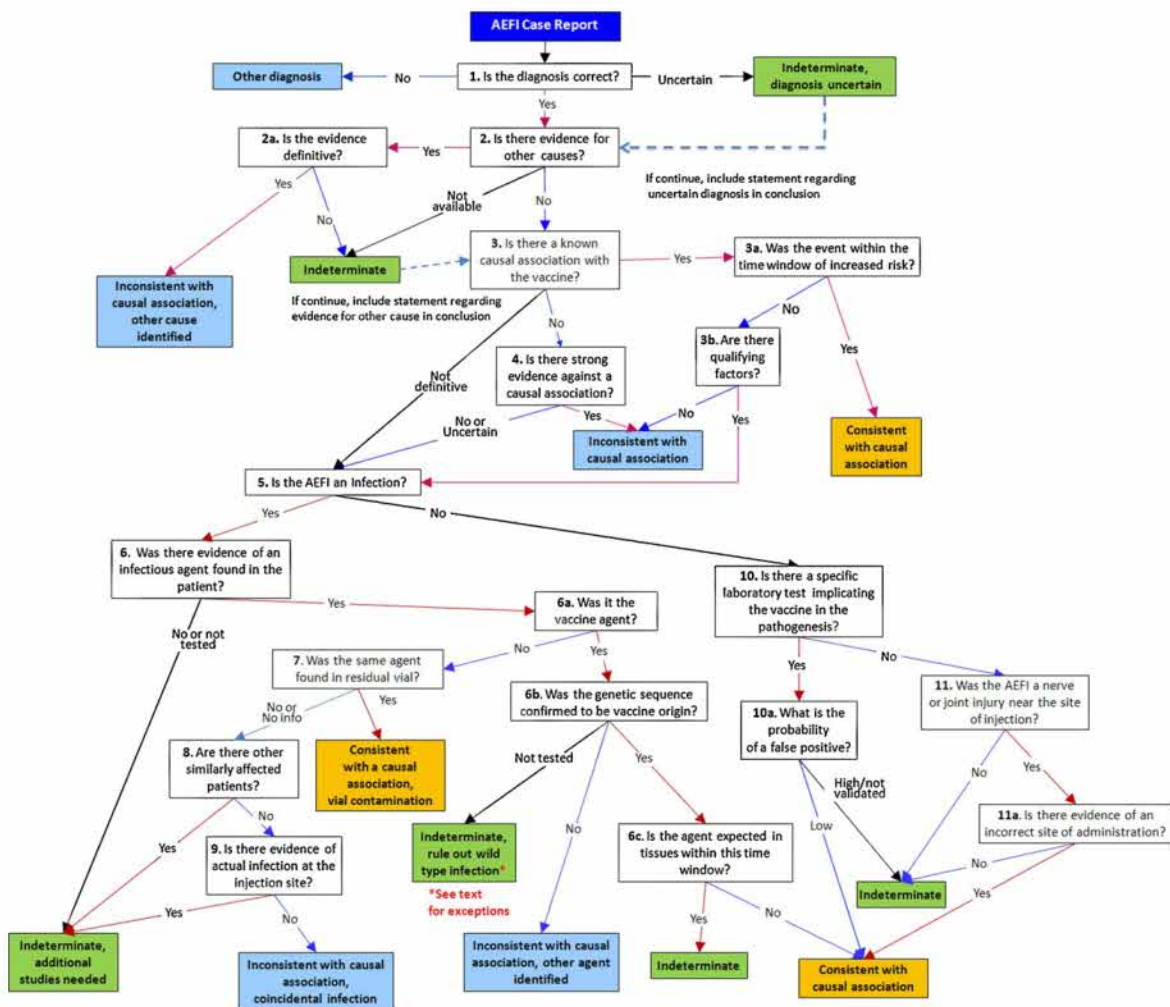 AEFI Case Report
Other diagnosis
No
1. Is the diagnosis correct?
Uncertain
Indeterminate,
diagnosis uncertain
Yes
2a. Is the evidence
definitive?
Yes
2. Is there evidence for
other causes?
If continue, include statement regarding
uncertain diagnosis in conclusion
Yes
No
Not
available
No
3. Is there a known
causal association with
the vaccine?
Yes
3a. Was the event within the
time window of increased risk?
Indeterminate
Inconsistent with
causal association,
other cause
identified
If continue, include statement regarding
evidence for other cause in conclusion
No
Yes
No
3b. Are there
qualifying
factors?
Not
definitive
4. Is there strong
evidence against a
causal association?
No or
Uncertain
Yes
No
Yes
Inconsistent with
causal association
Consistent
with causal
association
5. Is the AEFI an Infection?
Yes
No
6. Was there evidence of an
infectious agent found in the
patient?
Yes
6a. Was it the
vaccine agent?
10. Is there a specific
laboratory test implicating
the vaccine in the
pathogenesis?
No or not
tested
No
Yes
Yes
No
7. Was the same agent
found in residual vial?
No or
No info
Yes
6b. Was the genetic sequence
confirmed to be vaccine origin?
10a. What is the
probability
of a false positive?
11. Was the AEFI a nerve
or joint injury near the site
of injection?
8. Are there other
similarly affected
patients?
Consistent
with a causal
association,
vial contamination
Not tested
No
Yes
High/not
validated
Low
No
Yes
Yes
No
9. Is there evidence of
actual infection at the
injection site?
Indeterminate,
rule out wild
type infection*
*See text
for exceptions
6c. Is the agent expected in
tissues within this time
window?
11a. Is there evidence of an
incorrect site of administration?
No
Yes
Indeterminate
Yes
No
Yes
No
Indeterminate,
additional
studies needed
Inconsistent with causal
association,
coincidental infection
Inconsistent with causal
association, other agent
identified
Indeterminate
Consistent with
causal association